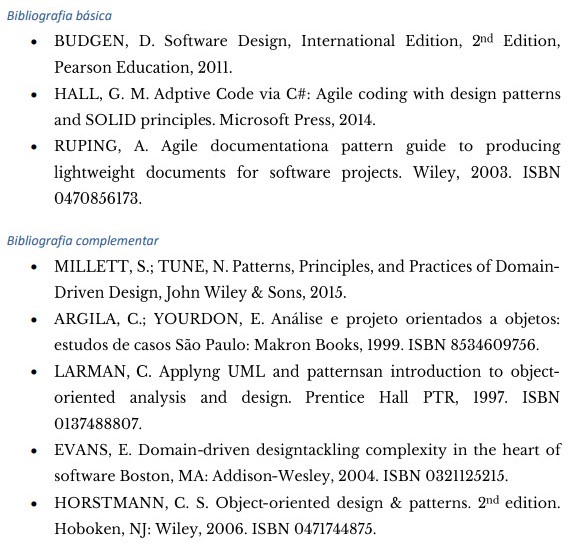 Bibliografia básica
• BUDGEN, D. Software Design, International Edition, 2nd Edition,
Pearson Education, 2011.
• HALL, G. M. Adptive Code via C#: Agile coding with design patterns
and SOLID principles. Microsoft Press, 2014.
• RUPING, A. Agile documentationa pattern guide to producing
lightweight documents for software projects. Wiley, 2003. ISBN
0470856173.
Bibliografia complementar
• MILLETT, S.; TUNE, N. Patterns, Principles, and Practices of Domain-
Driven Design, John Wiley & Sons, 2015.
• ARGILA, C.; YOURDON, E. Análise e projeto orientados a objetos:
estudos de casos São Paulo: Makron Books, 1999. ISBN 8534609756.
• LARMAN, C. Applyng UML and patternsan introduction to object-
oriented analysis and design. Prentice Hall PTR, 1997. ISBN
0137488807.
• EVANS, E. Domain-driven designtackling complexity in the heart of
software Boston, MA: Addison-Wesley, 2004. ISBN 0321125215.
• HORSTMANN, C. S. Object-oriented design & patterns. 2nd edition.
Hoboken, NJ: Wiley, 2006. ISBN 0471744875.